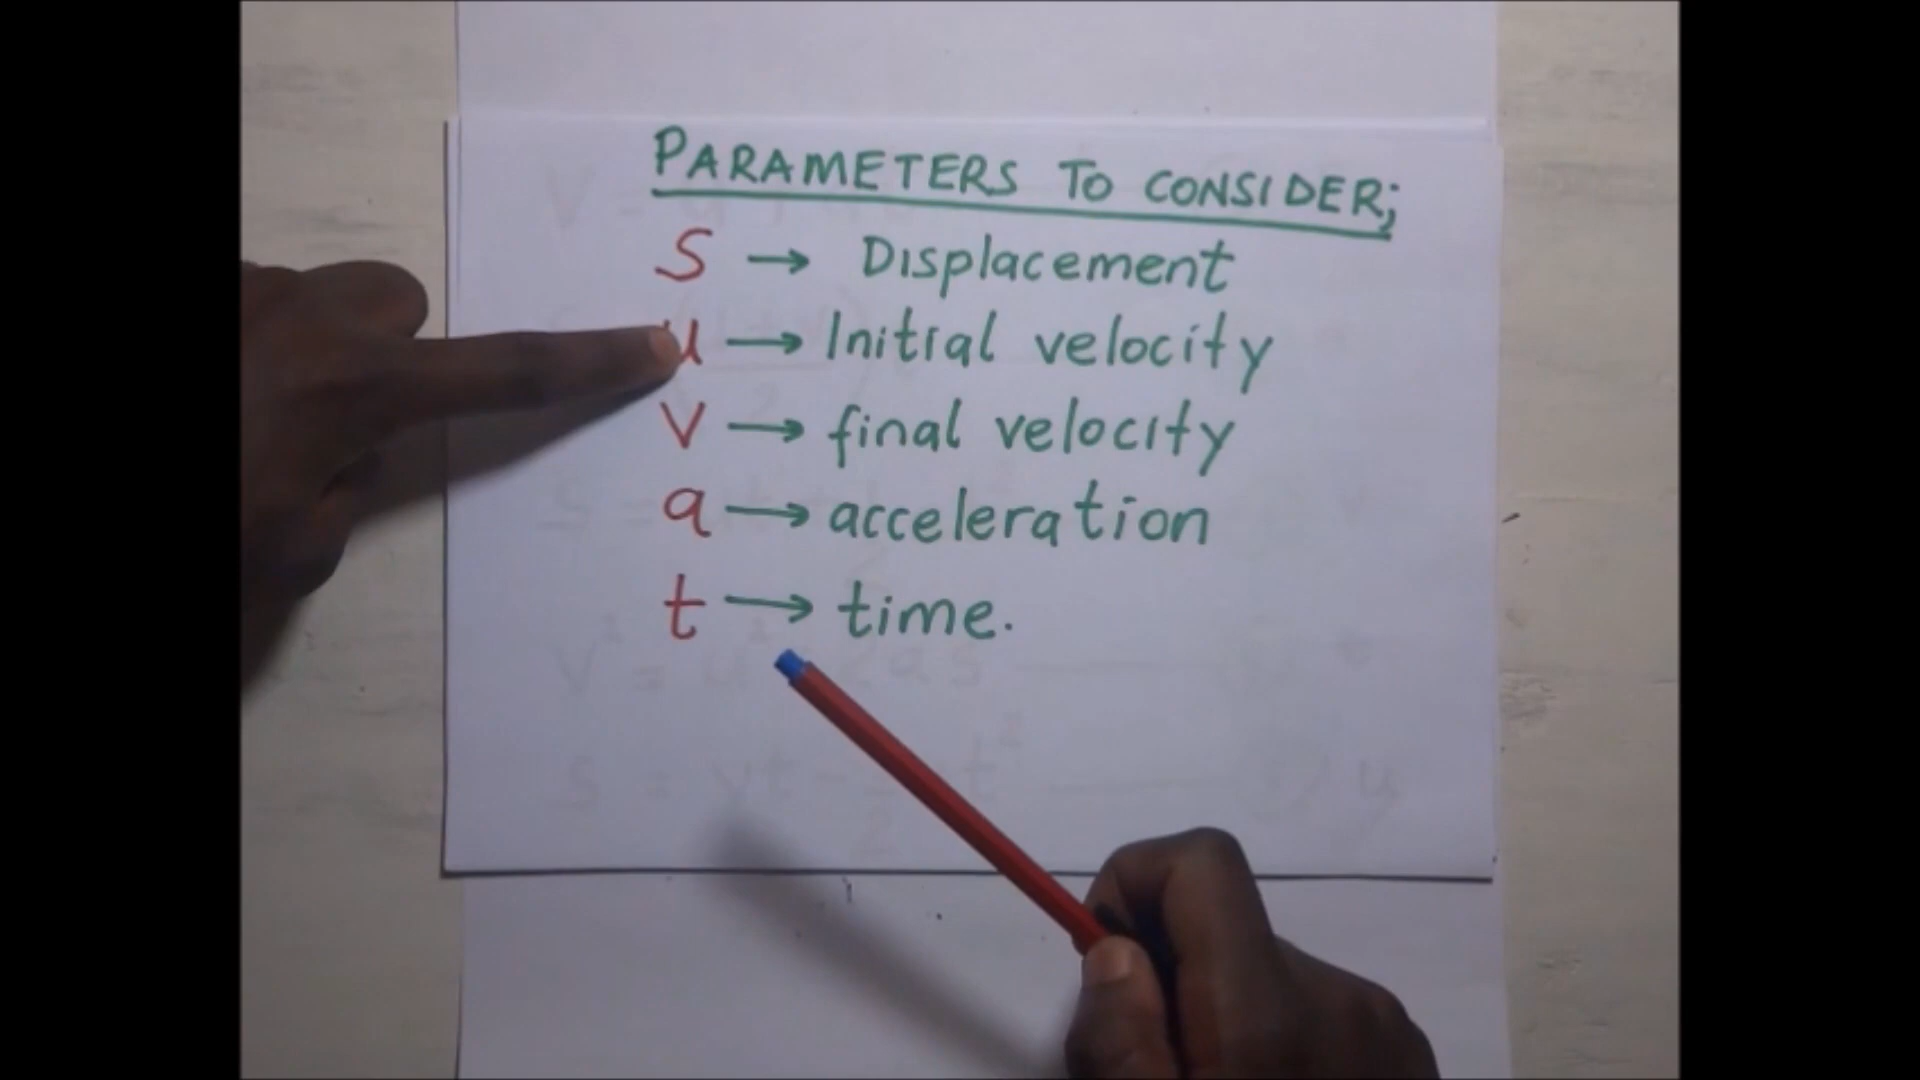 PARAMETERS TO CONSIDER;
S → Displacement
u → Initial velocity
v → final velocity
a → acceleration
t → time.